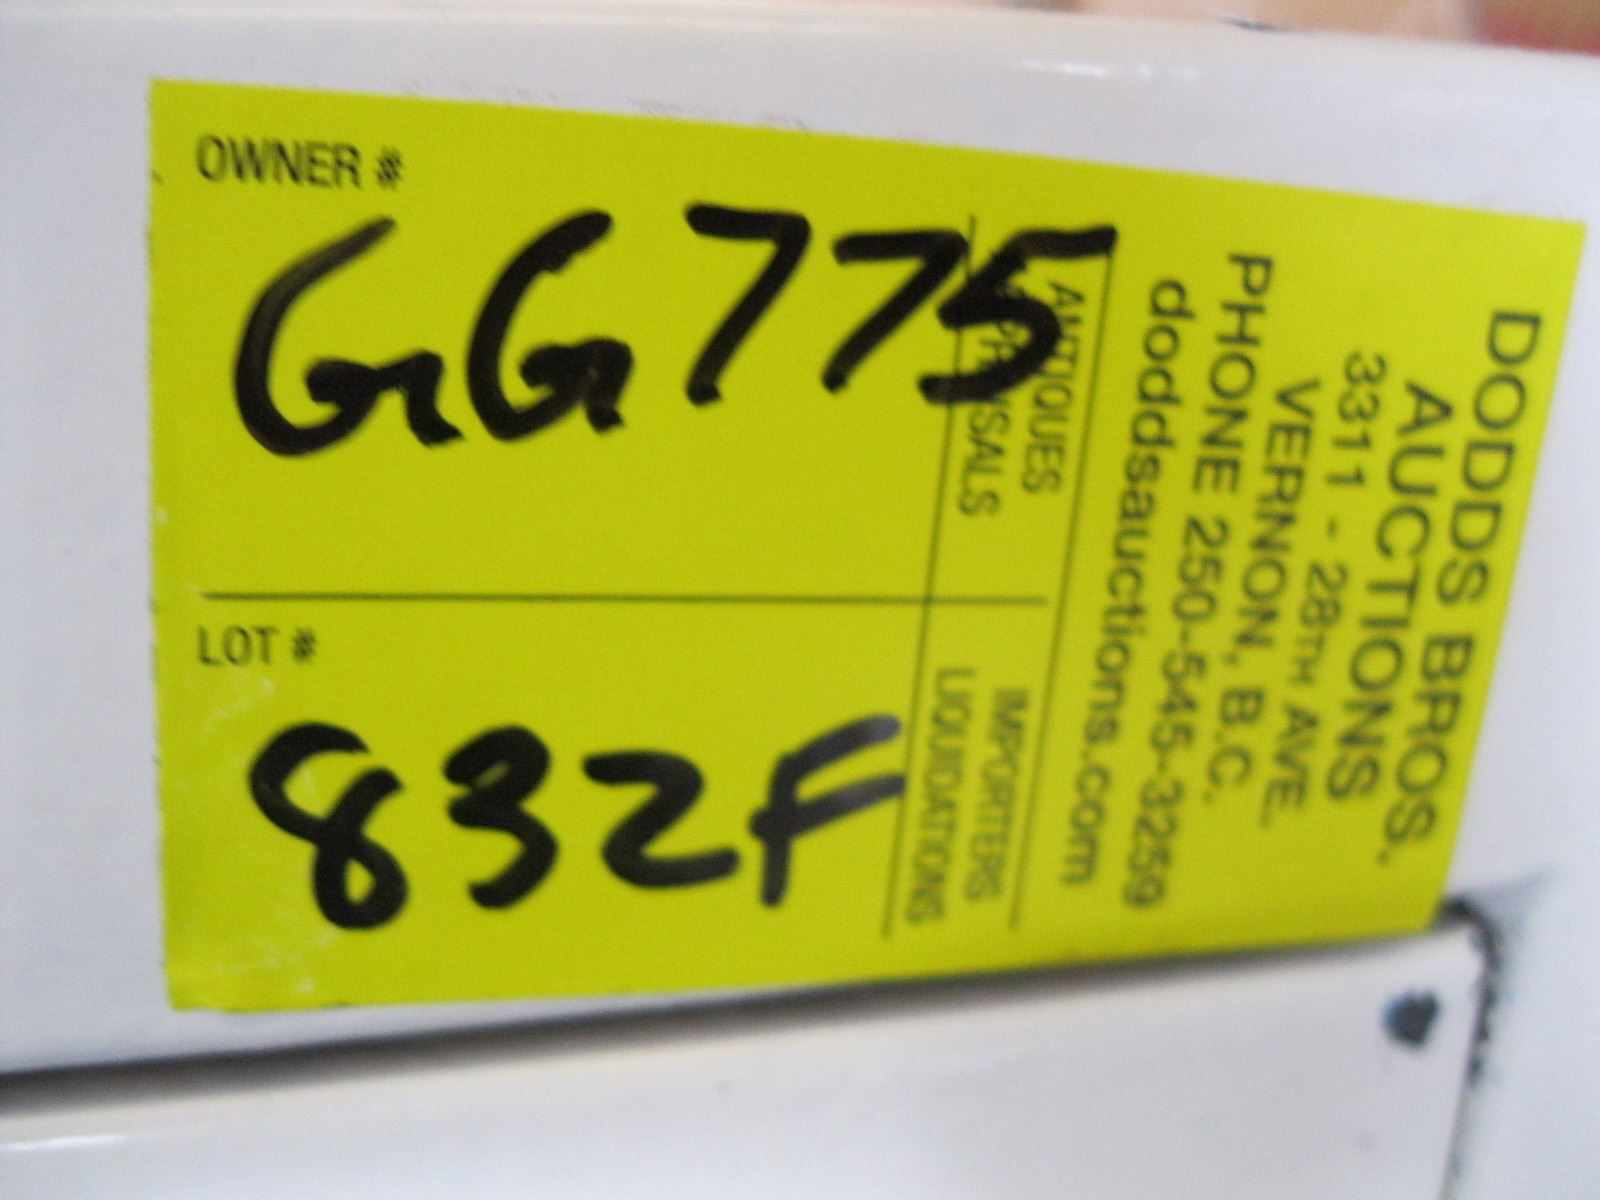 OWNER #
GG775
LOT #
832F
DODDS BROS.
AUCTIONS
3311 - 28TH AVE.
VERNON, B.C.
PHONE 250-545-3259
doddsauctions.com
ANTIQUES
IMPORTERS
LIQUIDATIONS